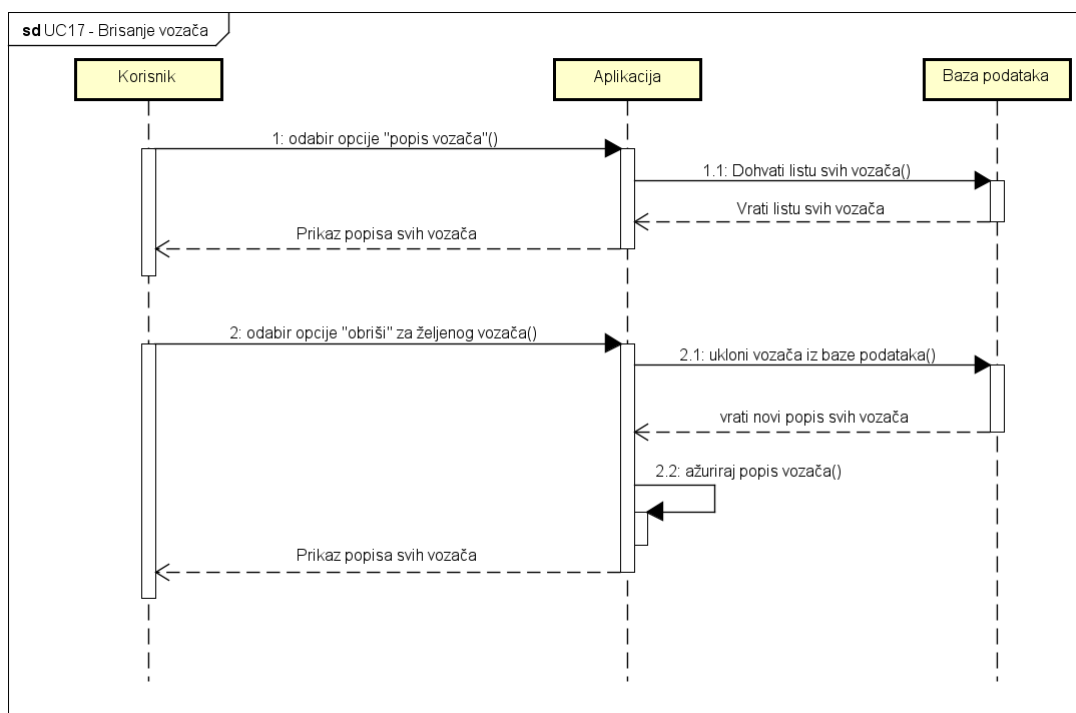 sd UC17 - Brisanje vozača
Korisnik
Aplikacija
Baza podataka
1: odabir opcije "popis vozača"()
1.1: Dohvati listu svih vozača()
Vrati listu svih vozača
Prikaz popisa svih vozača
2: odabir opcije "obriši" za željenog vozača()
2.1: ukloni vozača iz baze podataka()
vrati novi popis svih vozača
2.2: ažuriraj popis vozača()
Prikaz popisa svih vozača